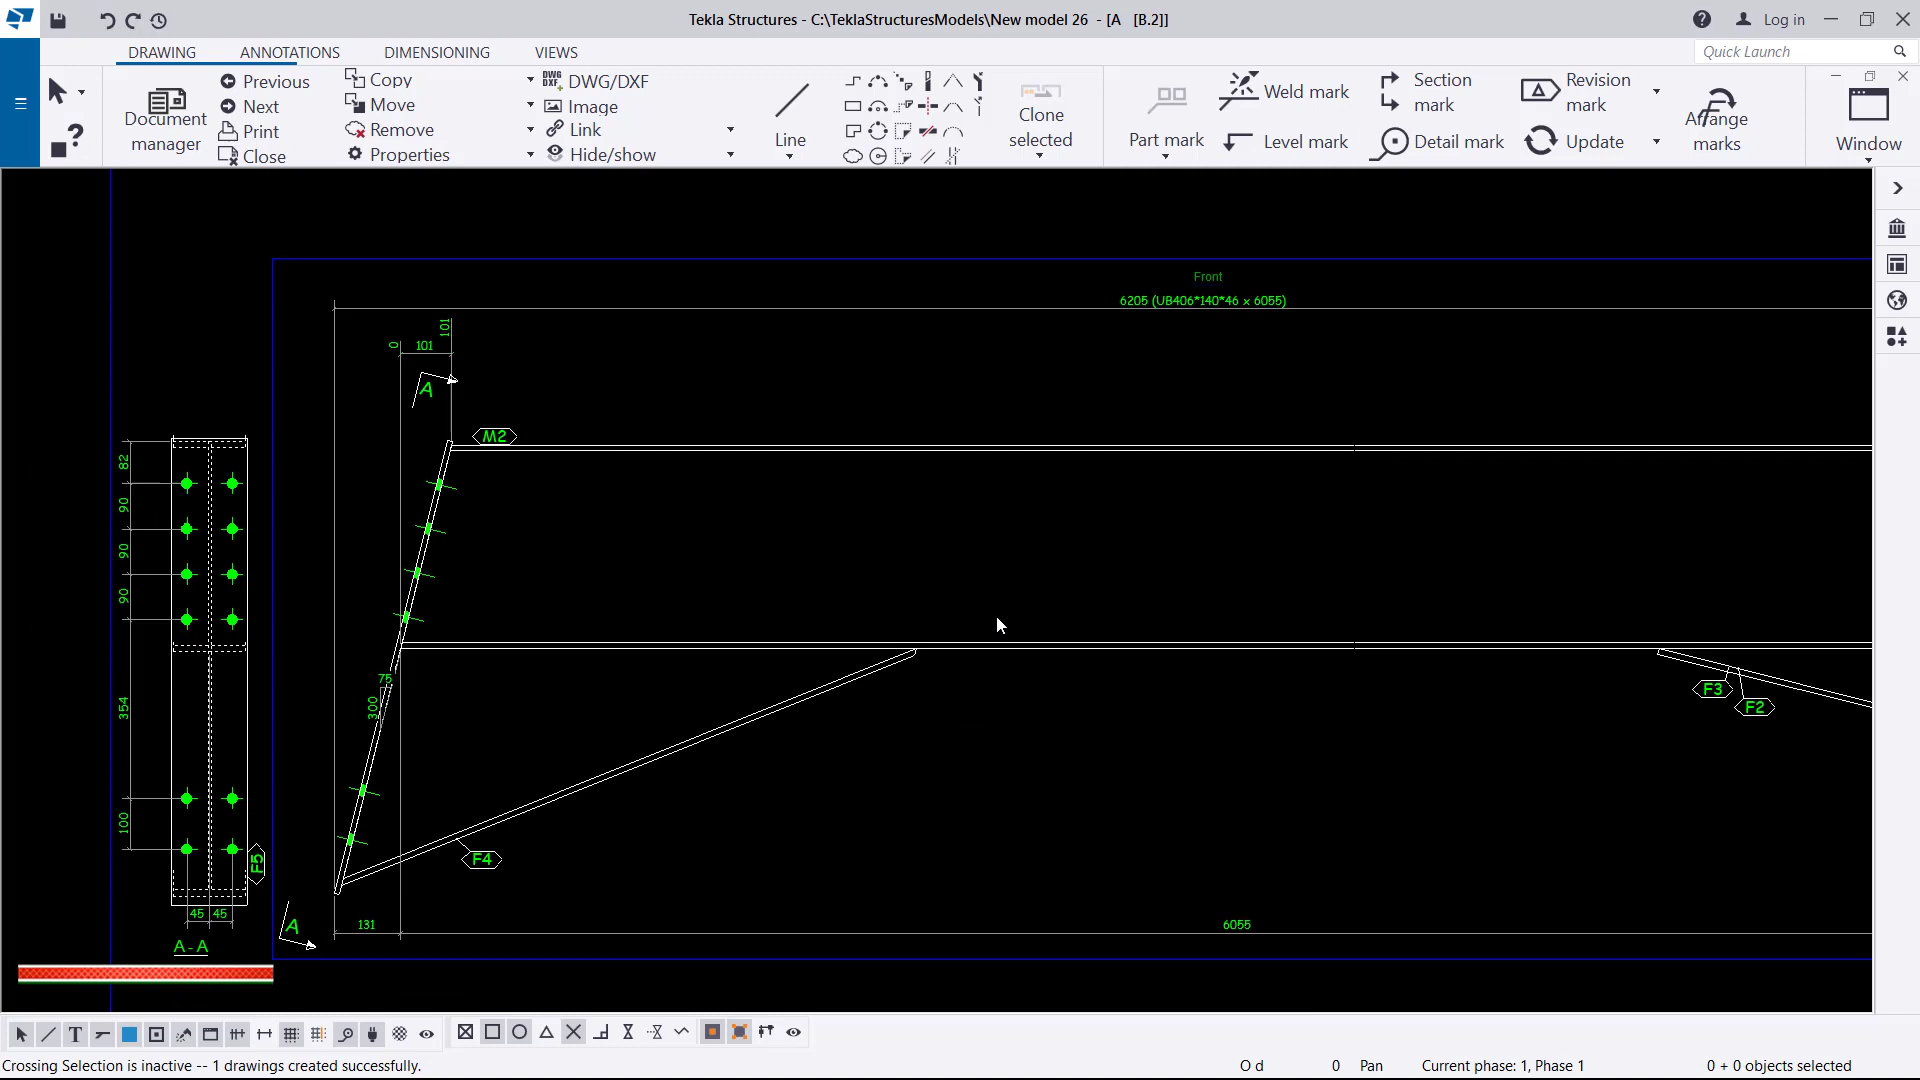 Tekla Structures - C:\TeklaStructuresModels\New model 26 - [A [B.2]]
Log in
DRAWING ANNOTATIONS DIMENSIONING VIEWS
Quick Launch
Document manager
Previous
Next
Print
Close
Copy
Move
Remove
Properties
DWG/DXF
Image
Link
Hide/show
Line
Clone selected
Part mark
Weld mark
Level mark
Section mark
Detail mark
Revision mark
Update
Arrange marks
Window
Front
6205 (UB406*140*46 x 6055)
0
101
101
A
M2
82
90
90
90
354
100
75
300
F3
F2
F4
F5
45 45
A
A-A
131
6055
Crossing Selection is inactive -- 1 drawings created successfully.
O d
0
Pan
Current phase: 1, Phase 1
0 + 0 objects selected